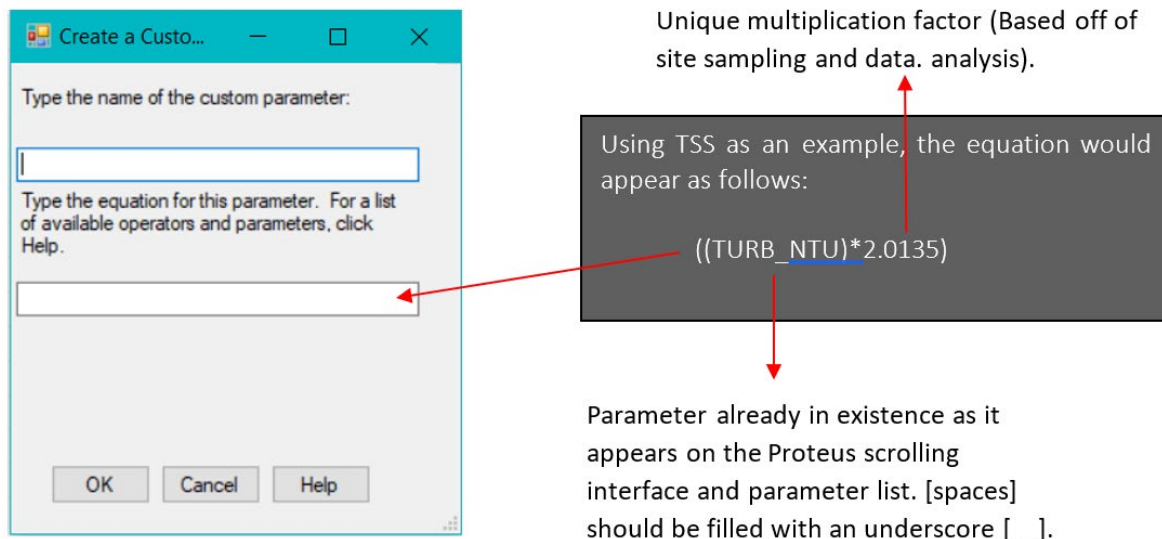 Create a Custo...
Type the name of the custom parameter:
Type the equation for this parameter. For a list
of available operators and parameters, click
Help.
OK
Cancel
Help
Unique multiplication factor (Based off of
site sampling and data. analysis).
Using TSS as an example, the equation would
appear as follows:
((TURB_NTU)*2.0135)
Parameter already in existence as it
appears on the Proteus scrolling
interface and parameter list. [spaces]
should be filled with an underscore [ _ ].